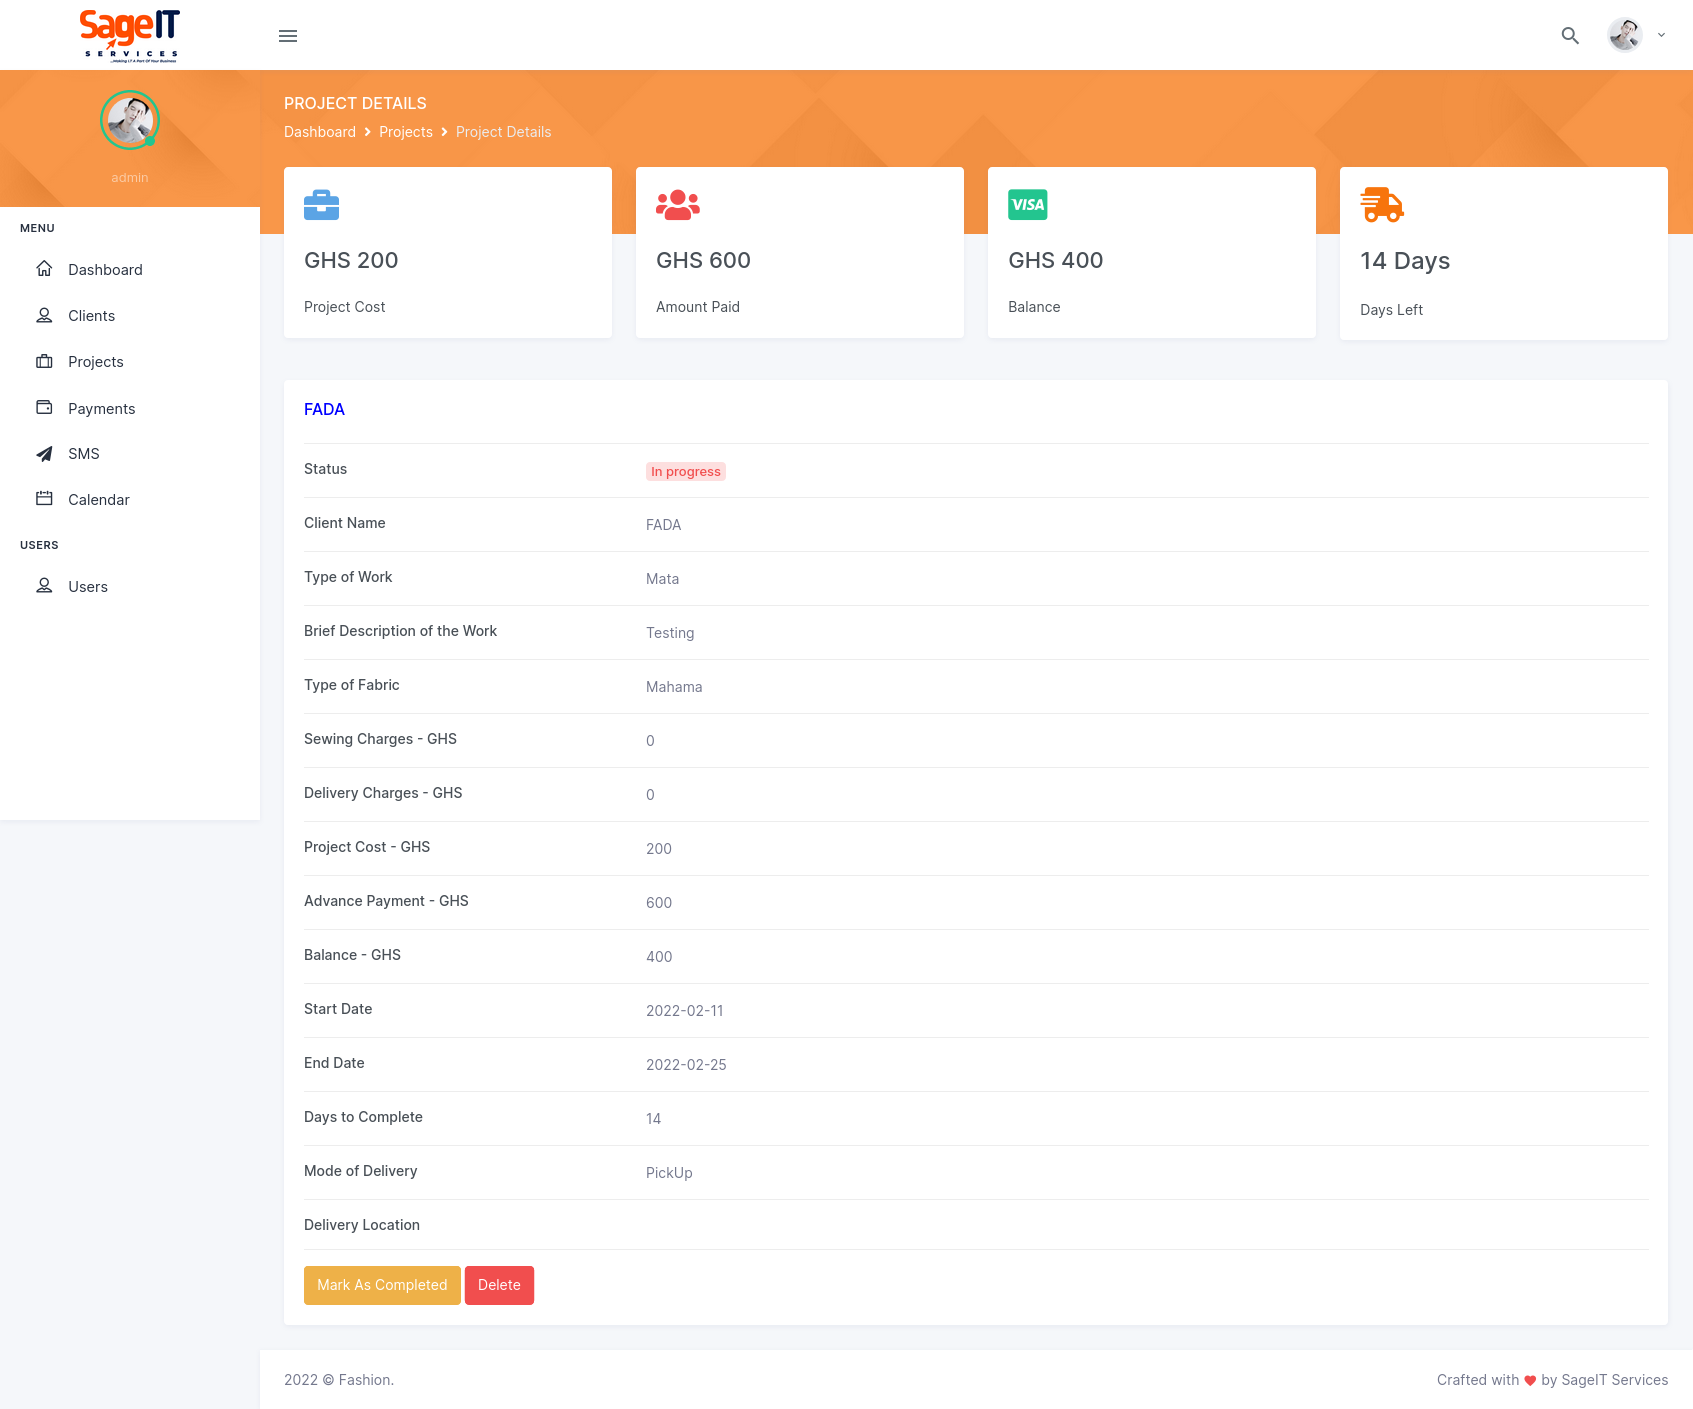 SageIT
SERVICES
...Making I.T A Part Of Your Business
admin
MENU
Dashboard
Clients
Projects
Payments
SMS
Calendar
USERS
Users
PROJECT DETAILS
Dashboard Projects Project Details
GHS 200
Project Cost
GHS 600
Amount Paid
VISA
GHS 400
Balance
14 Days
Days Left
FADA
Status In progress
Client Name FADA
Type of Work Mata
Brief Description of the Work Testing
Type of Fabric Mahama
Sewing Charges - GHS 0
Delivery Charges - GHS 0
Project Cost - GHS 200
Advance Payment - GHS 600
Balance - GHS 400
Start Date 2022-02-11
End Date 2022-02-25
Days to Complete 14
Mode of Delivery PickUp
Delivery Location
Mark As Completed Delete
2022 © Fashion.
Crafted with ❤ by SageIT Services